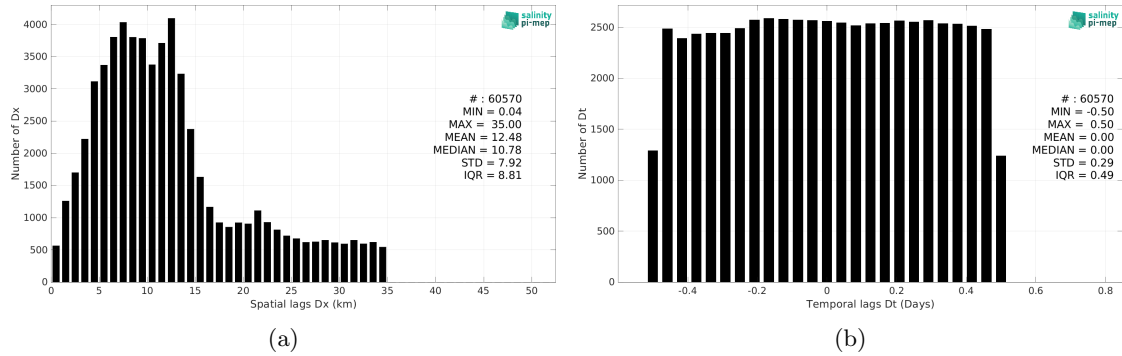 4000
3500
3000
2500
2000
1500
1000
500
0
Number of Dx
salinity
pi-mep
# : 60570
MIN = 0.04
MAX = 35.00
MEAN = 12.48
MEDIAN = 10.78
STD = 7.92
IQR = 8.81
0 5 10 15 20 25 30 35 40 45 50
Spatial lags Dx (km)
(a)
2500
2000
1500
1000
500
0
Number of Dt
salinity
pi-mep
# : 60570
MIN = -0.50
MAX = 0.50
MEAN = 0.00
MEDIAN = 0.00
STD = 0.29
IQR = 0.49
-0.4 -0.2 0 0.2 0.4 0.6 0.8
Temporal lags Dt (Days)
(b)